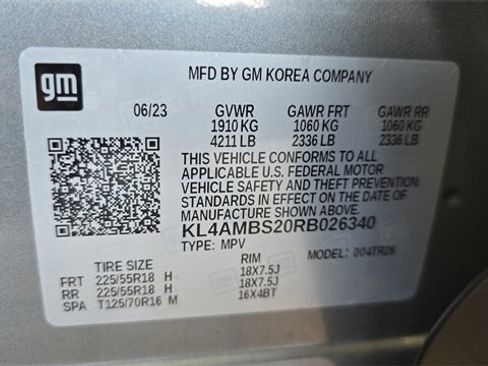 gm
MFD BY GM KOREA COMPANY
06/23 GVWR GAWR FRT GAWR RR
1910 KG 1060 KG 1060 KG
4211 LB 2336 LB 2336 LB
THIS VEHICLE CONFORMS TO ALL
APPLICABLE U.S. FEDERAL MOTOR
VEHICLE SAFETY AND THEFT PREVENTION
STANDARDS IN EFFECT ON THE DATE OF
MANUFACTURE SHOWN ABOVE.
KL4AMBS20RB026340
TYPE: MPV MODEL: 004TR26
TIRE SIZE RIM
FRT 225/55R18 H 18X7.5J
RR 225/55R18 H 18X7.5J
SPA T125/70R16 M 16X4BT